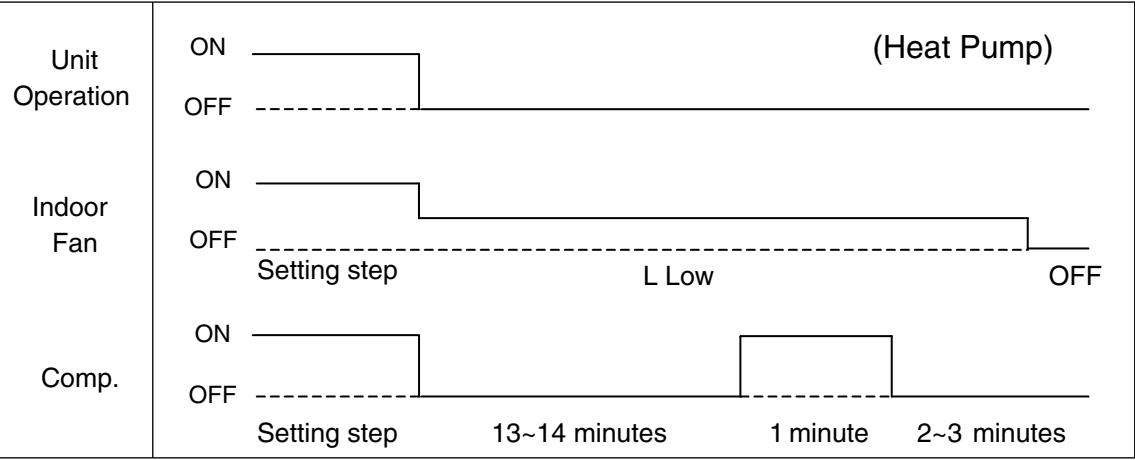 (Heat Pump)
Unit
Operation
ON
OFF
Indoor
Fan
ON
OFF
Setting step
L Low
OFF
Comp.
ON
OFF
Setting step
13~14 minutes
1 minute
2~3 minutes